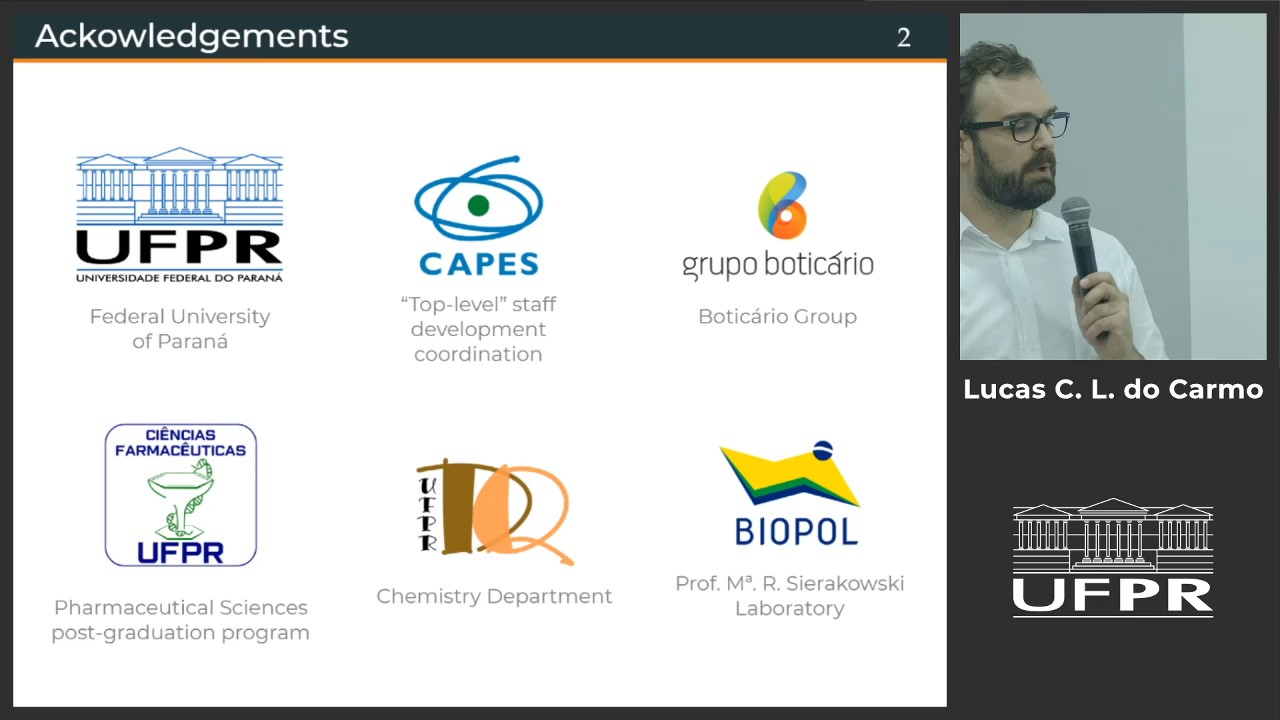 Ackowledgements
2
UFPR
UNIVERSIDADE FEDERAL DO PARANÁ
Federal University
of Paraná
CAPES
“Top-level” staff
development
coordination
grupo boticário
Boticário Group
CIÊNCIAS
FARMACÊUTICAS
UFPR
Pharmaceutical Sciences
post-graduation program
UFPR
DQ
Chemistry Department
BIOPOL
Prof. Mª. R. Sierakowski
Laboratory
Lucas C. L. do Carmo
UFPR